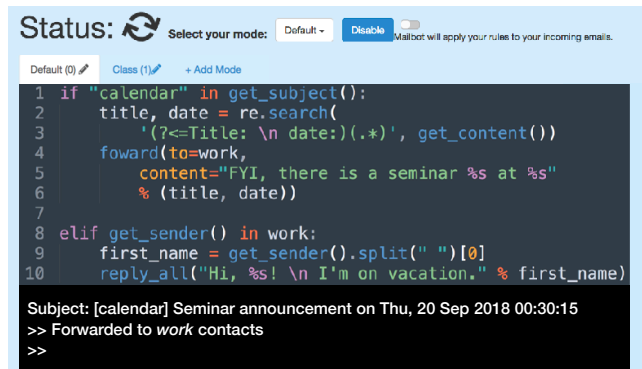 Status: Select your mode: Default Disable Mailbot will apply your rules to your incoming emails.
Default (0) Class (1) + Add Mode
1 if "calendar" in get_subject():
2 title, date = re.search(
3 '(?<=Title: \n date:)(.*)', get_content())
4 foward(to=work,
5 content="FYI, there is a seminar %s at %s"
6 % (title, date))
7
8 elif get_sender() in work:
9 first_name = get_sender().split(" ")[0]
10 reply_all("Hi, %s! \n I'm on vacation." % first_name)
Subject: [calendar] Seminar announcement on Thu, 20 Sep 2018 00:30:15
>> Forwarded to work contacts
>>